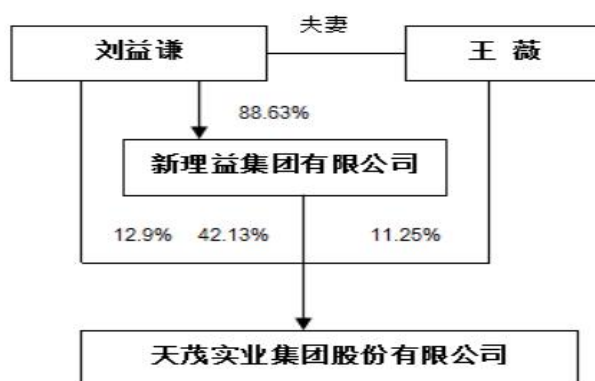 夫妻
刘益谦
王 薇
88.63%
新理益集团有限公司
12.9% 42.13% 11.25%
天茂实业集团股份有限公司